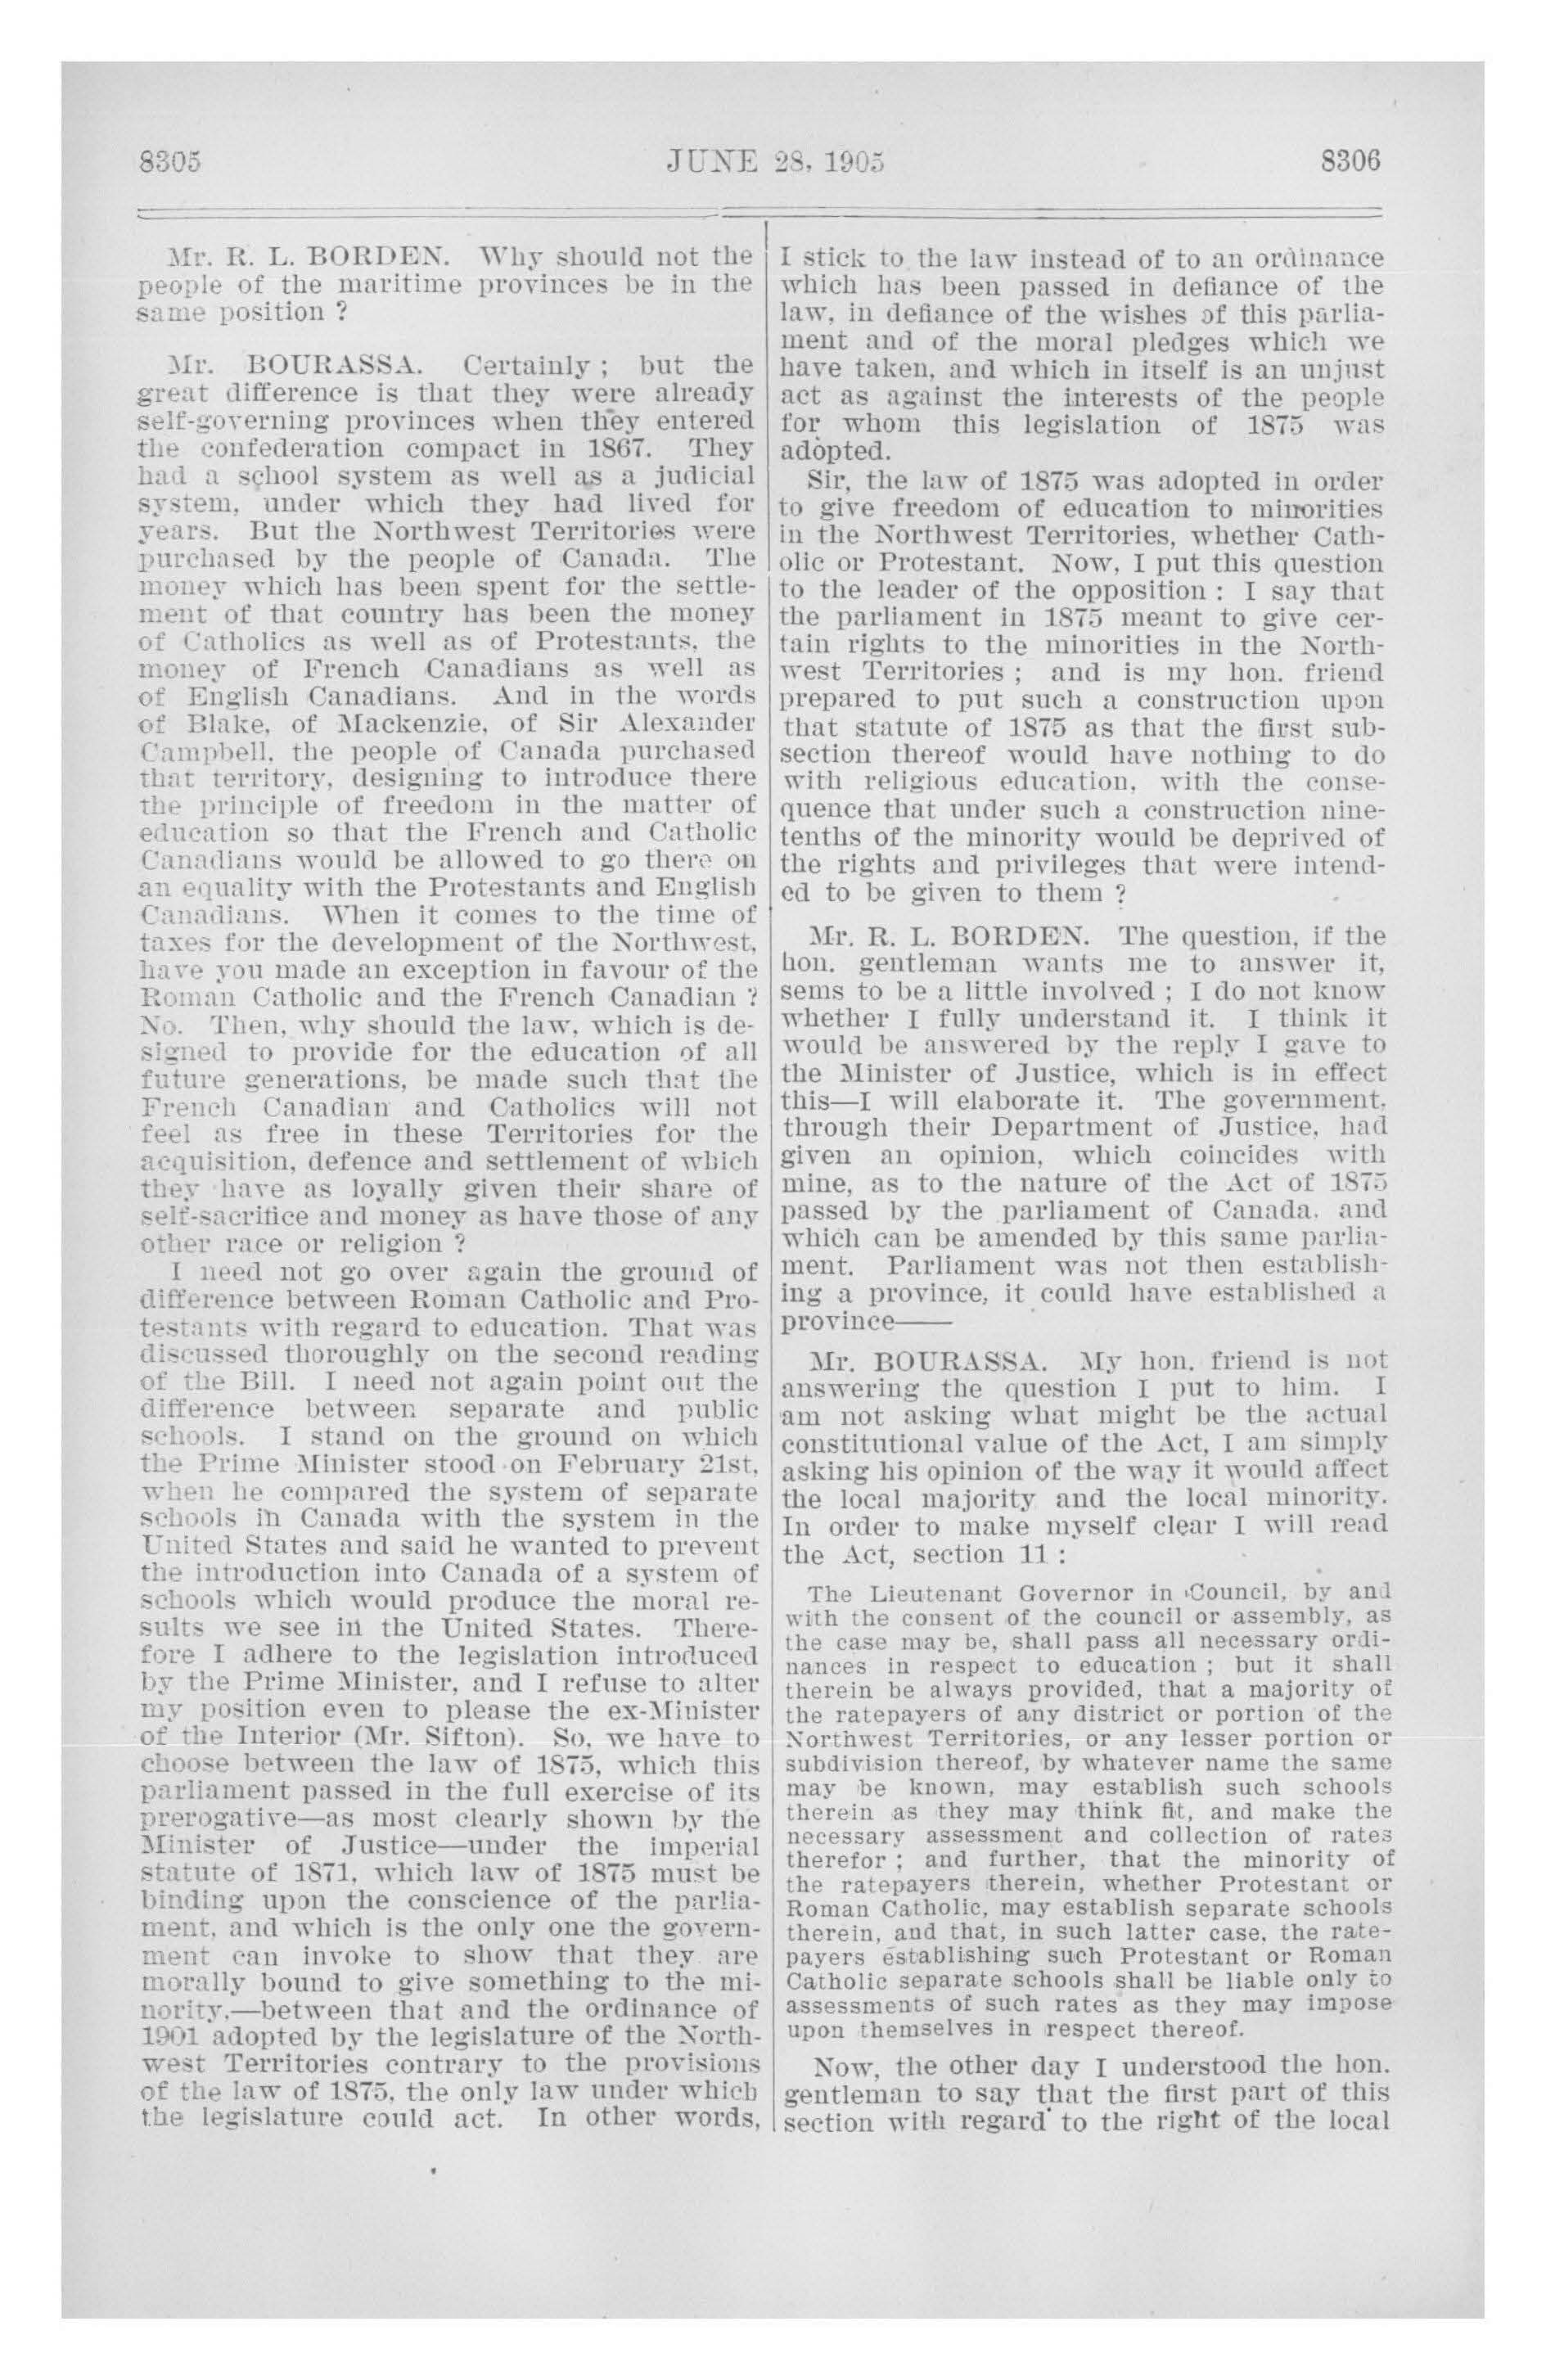 8305
JUNE 28, 1905
8306
Mr. R. L. BORDEN. Why should not the
people of the maritime provinces be in the
same position ?
Mr. BOURASSA. Certainly ; but the
great difference is that they were already
self-governing provinces when they entered
the confederation compact in 1867. They
had a school system as well as a judicial
system, under which they had lived for
years. But the Northwest Territories were
purchased by the people of Canada. The
money which has been spent for the settle-
ment of that country has been the money
of Catholics as well as of Protestants, the
money of French Canadians as well as
of English Canadians. And in the words
of Blake, of Mackenzie, of Sir Alexander
Campbell, the people of Canada purchased
that territory, designing to introduce there
the principle of freedom in the matter of
education so that the French and Catholic
Canadians would be allowed to go there on
an equality with the Protestants and English
Canadians. When it comes to the time of
taxes for the development of the Northwest,
have you made an exception in favour of the
Roman Catholic and the French Canadian ?
No. Then, why should the law, which is de-
signed to provide for the education of all
future generations, be made such that the
French Canadian and Catholics will not
feel as free in these Territories for the
acquisition, defence and settlement of which
they have as loyally given their share of
self-sacrifice and money as have those of any
other race or religion ?
I need not go over again the ground of
difference between Roman Catholic and Pro-
testants with regard to education. That was
discussed thoroughly on the second reading
of the Bill. I need not again point out the
difference between separate and public
schools. I stand on the ground on which
the Prime Minister stood on February 21st,
when he compared the system of separate
schools in Canada with the system in the
United States and said he wanted to prevent
the introduction into Canada of a system of
schools which would produce the moral re-
sults we see in the United States. There-
fore I adhere to the legislation introduced
by the Prime Minister, and I refuse to alter
my position even to please the ex-Minister
of the Interior (Mr. Sifton). So, we have to
choose between the law of 1875, which this
parliament passed in the full exercise of its
prerogative—as most clearly shown by the
Minister of Justice—under the imperial
statute of 1871, which law of 1875 must be
binding upon the conscience of the parlia-
ment, and which is the only one the govern-
ment can invoke to show that they are
morally bound to give something to the mi-
nority,—between that and the ordinance of
1901 adopted by the legislature of the North-
west Territories contrary to the provisions
of the law of 1875, the only law under which
the legislature could act. In other words,
I stick to the law instead of to an ordinance
which has been passed in defiance of the
law, in defiance of the wishes of this parlia-
ment and of the moral pledges which we
have taken, and which in itself is an unjust
act as against the interests of the people
for whom this legislation of 1875 was
adopted.
Sir, the law of 1875 was adopted in order
to give freedom of education to minorities
in the Northwest Territories, whether Cath-
olic or Protestant. Now, I put this question
to the leader of the opposition : I say that
the parliament in 1875 meant to give cer-
tain rights to the minorities in the North-
west Territories ; and is my hon. friend
prepared to put such a construction upon
that statute of 1875 as that the first sub-
section thereof would have nothing to do
with religious education, with the conse-
quence that under such a construction nine-
tenths of the minority would be deprived of
the rights and privileges that were intend-
ed to be given to them ?
Mr. R. L. BORDEN. The question, if the
hon. gentleman wants me to answer it,
sems to be a little involved ; I do not know
whether I fully understand it. I think it
would be answered by the reply I gave to
the Minister of Justice, which is in effect
this—I will elaborate it. The government,
through their Department of Justice, had
given an opinion, which coincides with
mine, as to the nature of the Act of 1875
passed by the parliament of Canada, and
which can be amended by this same parlia-
ment. Parliament was not then establish-
ing a province, it could have established a
province——
Mr. BOURASSA. My hon. friend is not
answering the question I put to him. I
am not asking what might be the actual
constitutional value of the Act, I am simply
asking his opinion of the way it would affect
the local majority and the local minority.
In order to make myself clear I will read
the Act, section 11 :
The Lieutenant Governor in Council, by and
with the consent of the council or assembly, as
the case may be, shall pass all necessary ordi-
nances in respect to education ; but it shall
therein be always provided, that a majority of
the ratepayers of any district or portion of the
Northwest Territories, or any lesser portion or
subdivision thereof, by whatever name the same
may be known, may establish such schools
therein as they may think fit, and make the
necessary assessment and collection of rates
therefor ; and further, that the minority of
the ratepayers therein, whether Protestant or
Roman Catholic, may establish separate schools
therein, and that, in such latter case, the rate-
payers establishing such Protestant or Roman
Catholic separate schools shall be liable only to
assessments of such rates as they may impose
upon themselves in respect thereof.
Now, the other day I understood the hon.
gentleman to say that the first part of this
section with regard to the right of the local